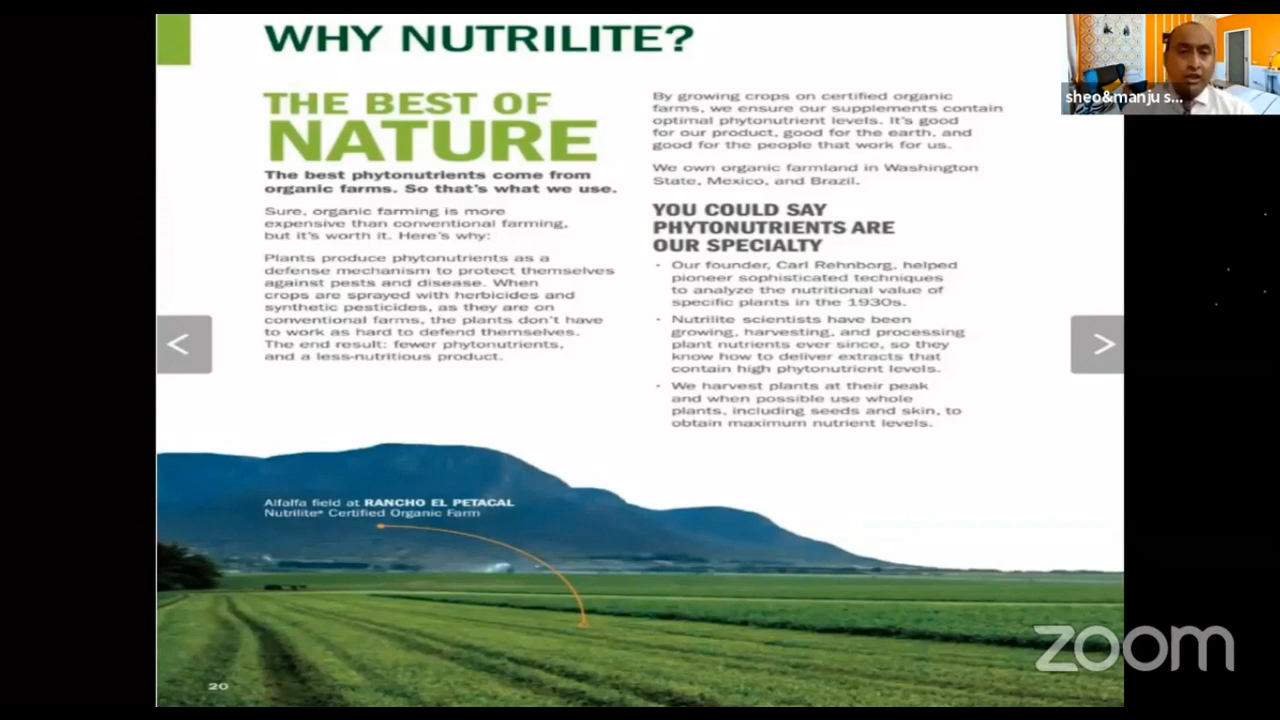 WHY NUTRILITE?
THE BEST OF
NATURE
The best phytonutrients come from
organic farms. So that's what we use.
Sure, organic farming is more
expensive than conventional farming,
but it's worth it. Here's why:
Plants produce phytonutrients as a
defense mechanism to protect themselves
against pests and disease. When
crops are sprayed with herbicides and
synthetic pesticides, as they are on
conventional farms, the plants don't have
to work as hard to defend themselves.
The end result: fewer phytonutrients,
and a less-nutritious product.
By growing crops on certified organic
farms, we ensure our supplements contain
optimal phytonutrient levels. It's good
for our product, good for the earth, and
good for the people that work for us.
We own organic farmland in Washington
State, Mexico, and Brazil.
YOU COULD SAY
PHYTONUTRIENTS ARE
OUR SPECIALTY
• Our founder, Carl Rehnborg, helped
pioneer sophisticated techniques
to analyze the nutritional value of
specific plants in the 1930s.
• Nutrilite scientists have been
growing, harvesting, and processing
plant nutrients ever since, so they
know how to deliver extracts that
contain high phytonutrient levels.
• We harvest plants at their peak
and when possible use whole
plants, including seeds and skin, to
obtain maximum nutrient levels.
Alfalfa field at RANCHO EL PETACAL
Nutrilite® Certified Organic Farm
20
sheo&manju s...
zoom